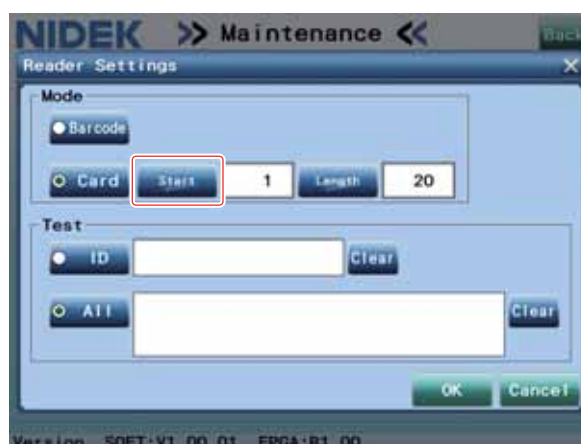 NIDEK >> Maintenance << Back
Reader Settings X
Mode
Barcode
Card Start 1 Length 20
Test
ID Clear
All Clear
OK Cancel
Version SOFT:V1.00.01 FPGA:R1.00